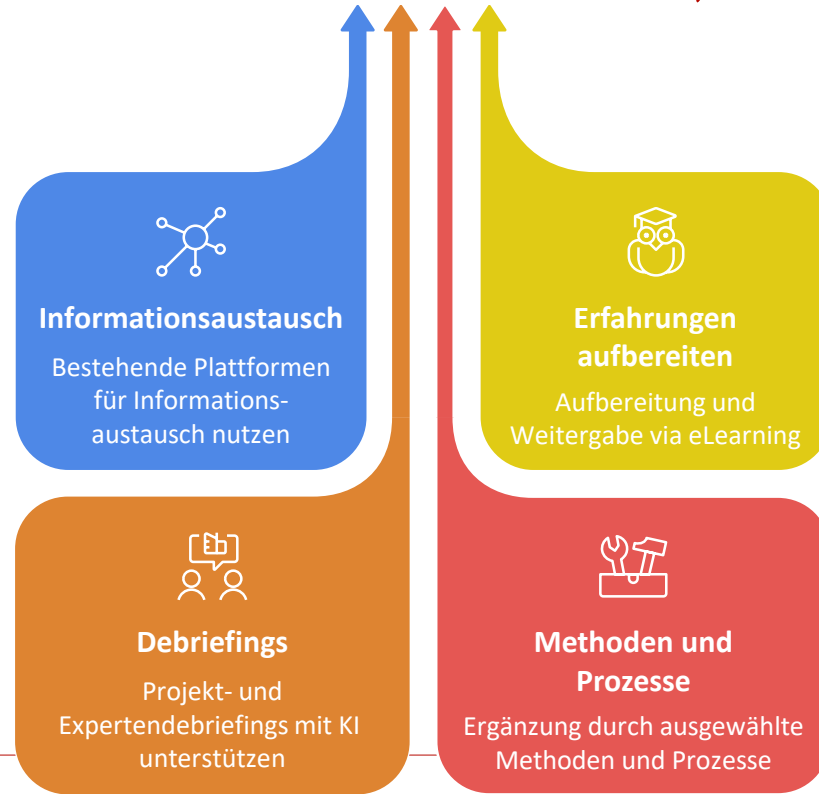 Informationsaustausch
Bestehende Plattformen
für Informations-
austausch nutzen
Erfahrungen
aufbereiten
Aufbereitung und
Weitergabe via eLearning
Debriefings
Projekt- und
Expertendebriefings mit KI
unterstützen
Methoden und
Prozesse
Ergänzung durch ausgewählte
Methoden und Prozesse